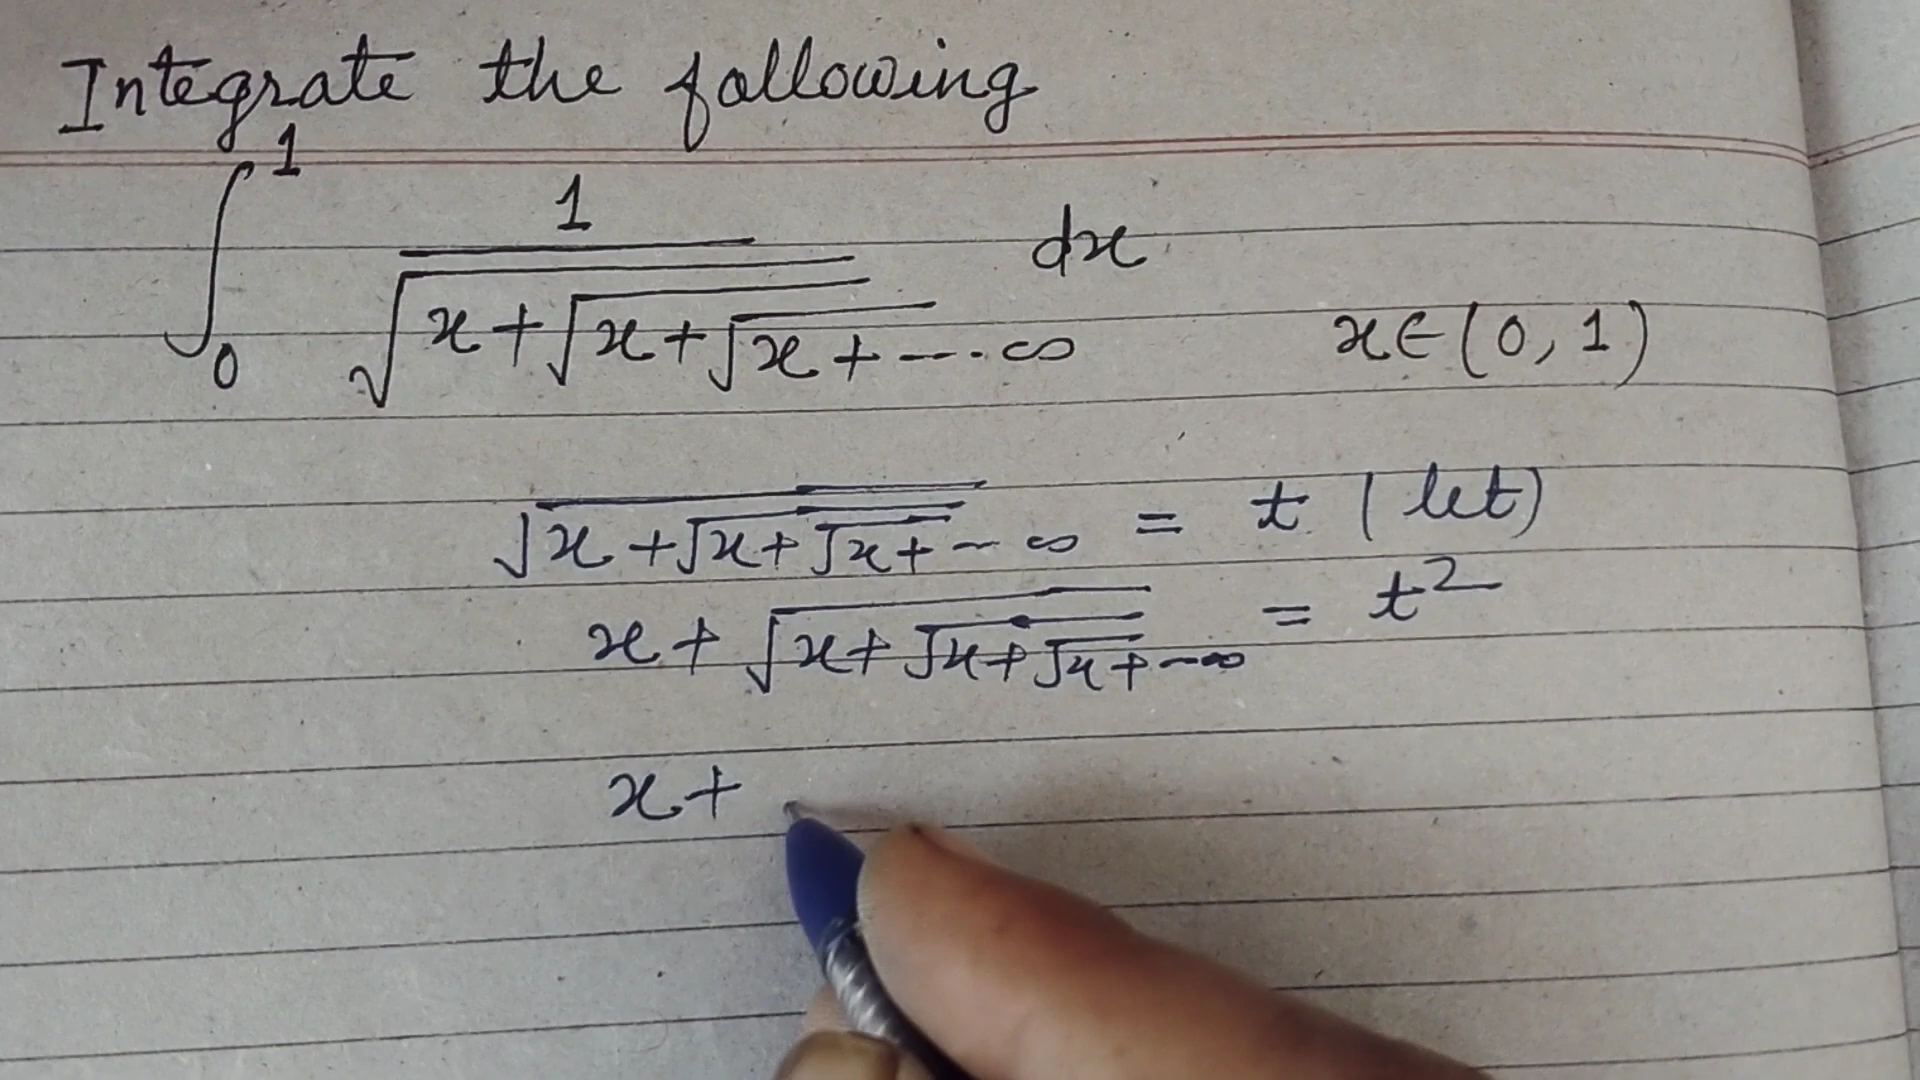 Integrate the following
∫₀¹ 1/√(x+√(x+√(x+---∞ dx x∈(0,1)
√(x+√(x+√(x+-∞ = t (let)
x+√(x+√(x+√(x+--∞ = t²
x+